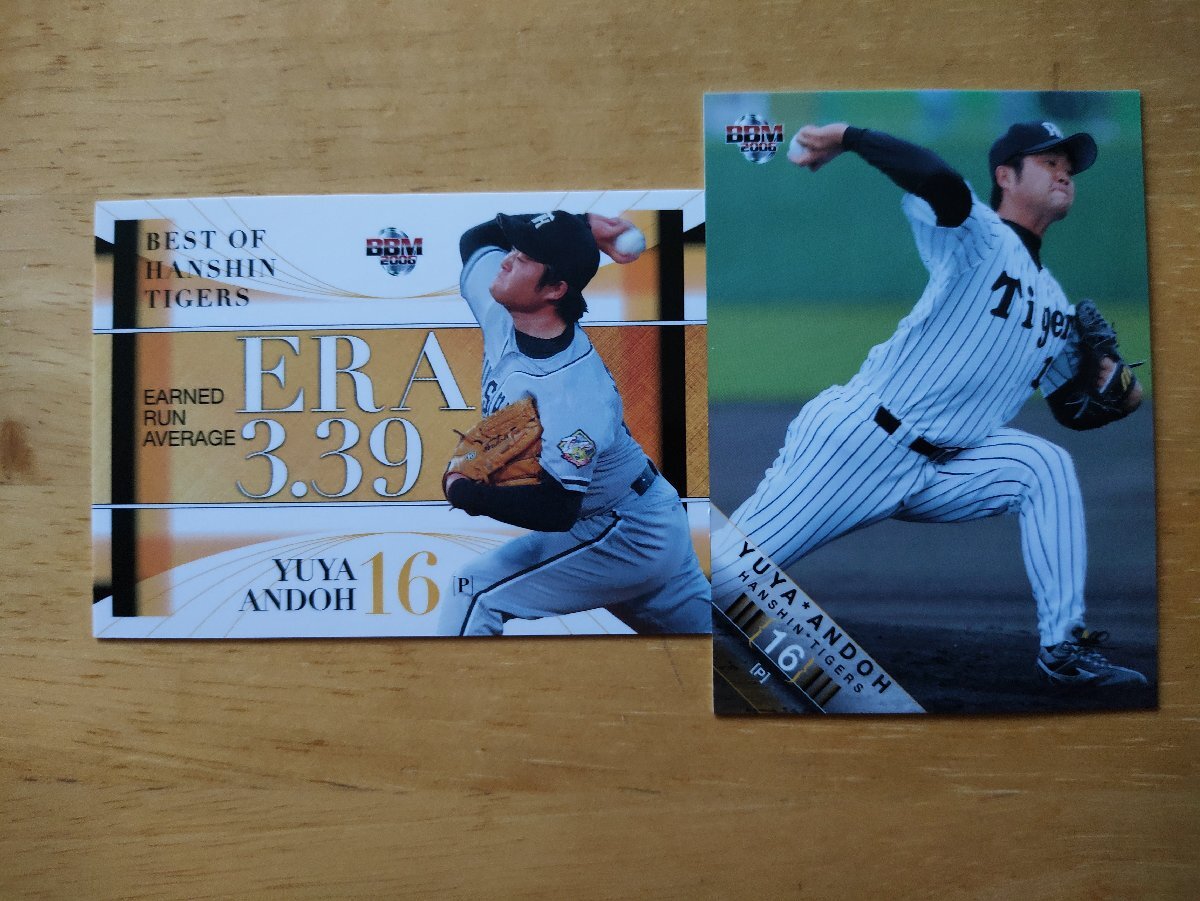 BEST OF
HANSHIN
TIGERS
BBM
2006
EARNED
RUN
AVERAGE
ERA
3.39
YUYA
ANDOH
16
[P]
BBM
2006
Tiger
YUYA★ANDOH
HANSHIN★TIGERS
16
[P]